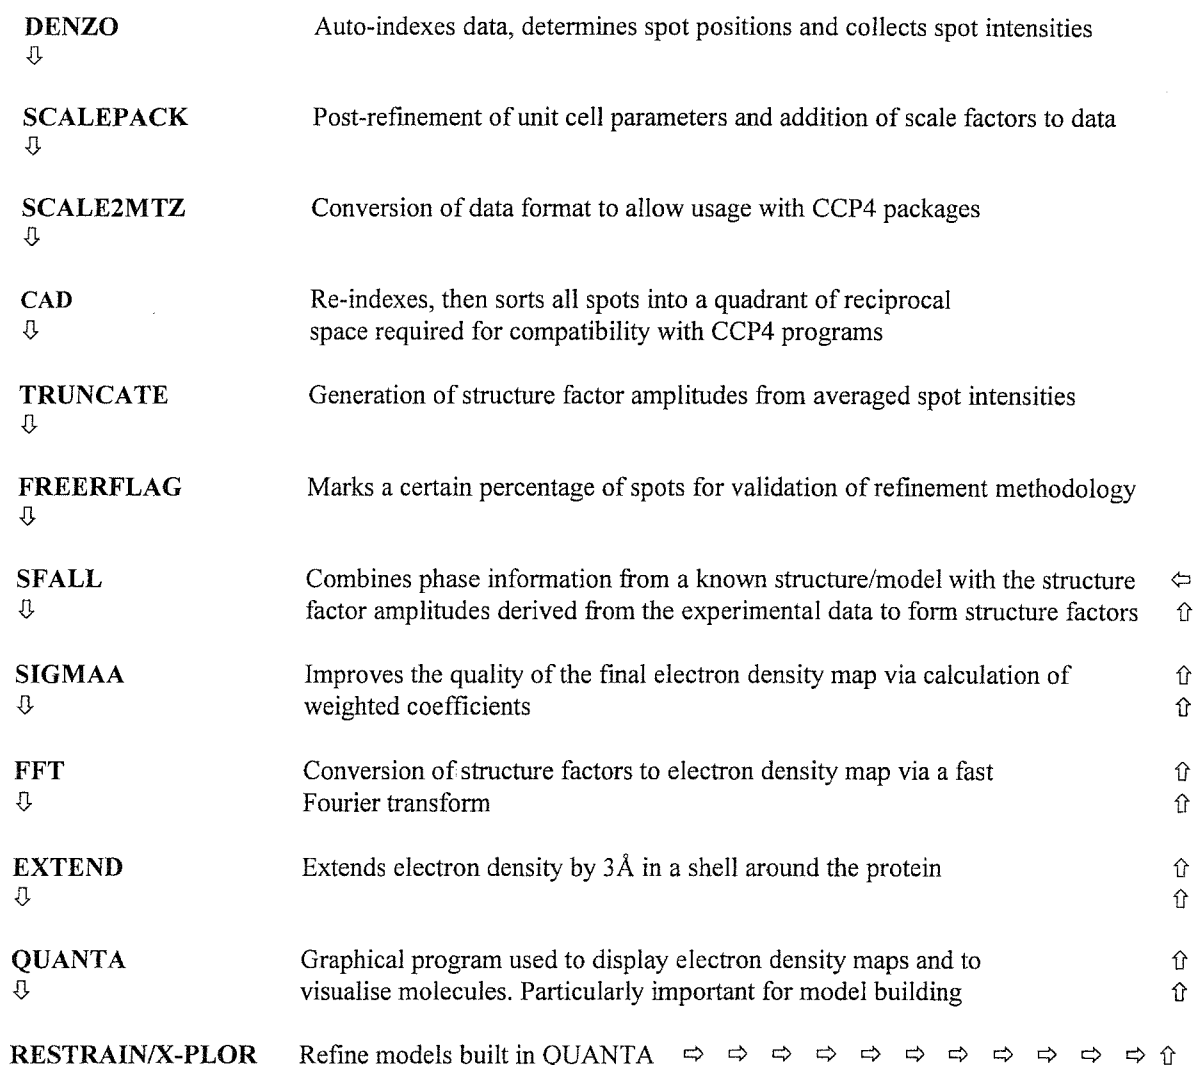 DENZO Auto-indexes data, determines spot positions and collects spot intensities
⇩
SCALEPACK Post-refinement of unit cell parameters and addition of scale factors to data
⇩
SCALE2MTZ Conversion of data format to allow usage with CCP4 packages
⇩
CAD Re-indexes, then sorts all spots into a quadrant of reciprocal
⇩ space required for compatibility with CCP4 programs
TRUNCATE Generation of structure factor amplitudes from averaged spot intensities
⇩
FREERFLAG Marks a certain percentage of spots for validation of refinement methodology
⇩
SFALL Combines phase information from a known structure/model with the structure ⇦
⇩ factor amplitudes derived from the experimental data to form structure factors ⇧
SIGMAA Improves the quality of the final electron density map via calculation of ⇧
⇩ weighted coefficients ⇧
FFT Conversion of structure factors to electron density map via a fast ⇧
⇩ Fourier transform ⇧
EXTEND Extends electron density by 3Å in a shell around the protein ⇧
⇩ ⇧
QUANTA Graphical program used to display electron density maps and to ⇧
⇩ visualise molecules. Particularly important for model building ⇧
RESTRAIN/X-PLOR Refine models built in QUANTA ⇨ ⇨ ⇨ ⇨ ⇨ ⇨ ⇨ ⇨ ⇨ ⇨ ⇨ ⇧